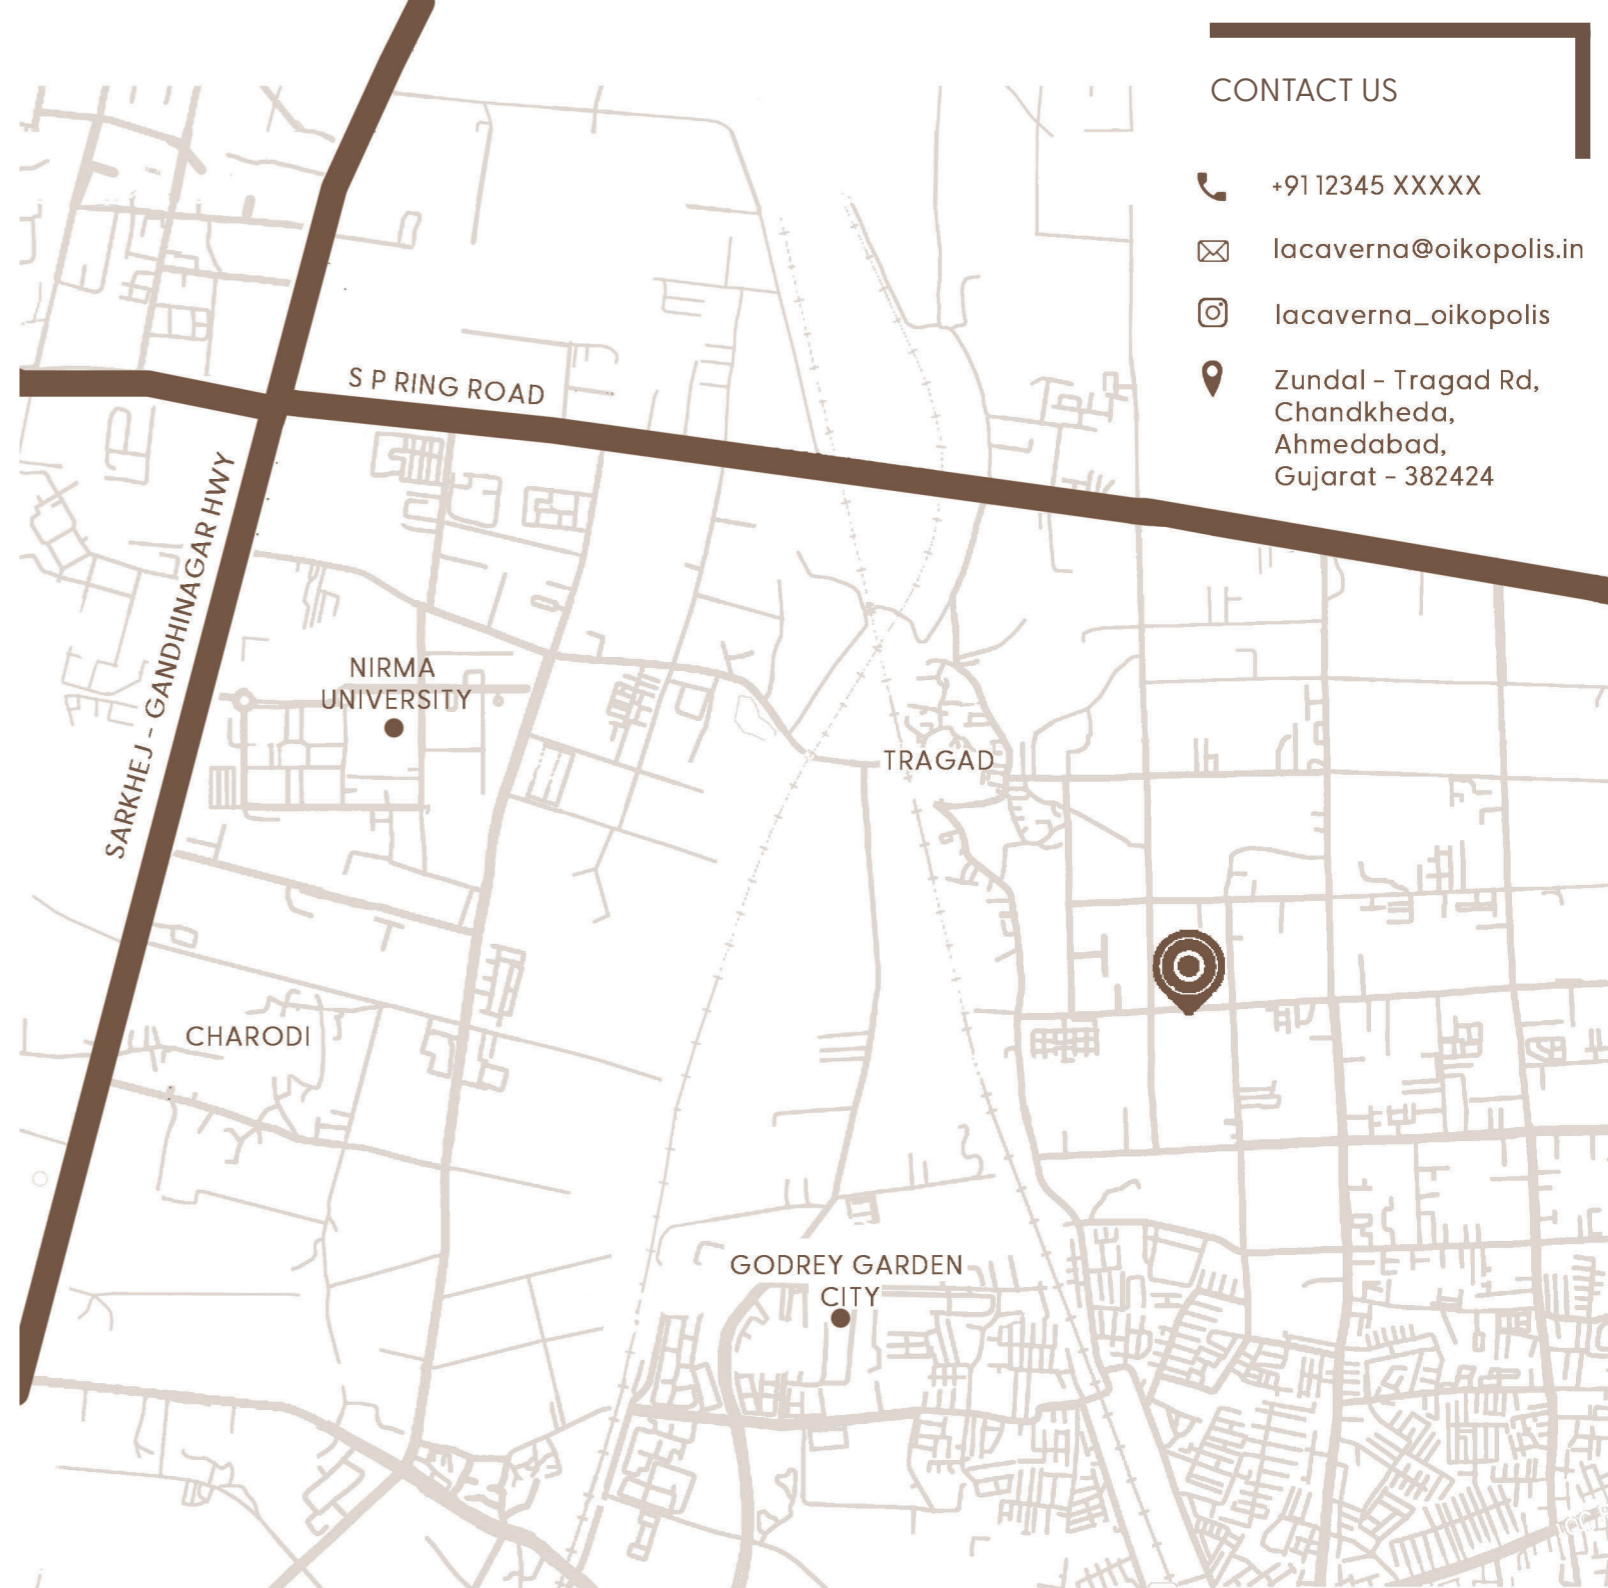 CONTACT US
+91 12345 XXXXX
lacaverna@oikopolis.in
lacaverna_oikopolis
Zundal - Tragad Rd,
Chandkheda,
Ahmedabad,
Gujarat - 382424
S P RING ROAD
SARKHEJ - GANDHINAGAR HWY
NIRMA
UNIVERSITY
TRAGAD
CHARODI
GODREY GARDEN
CITY